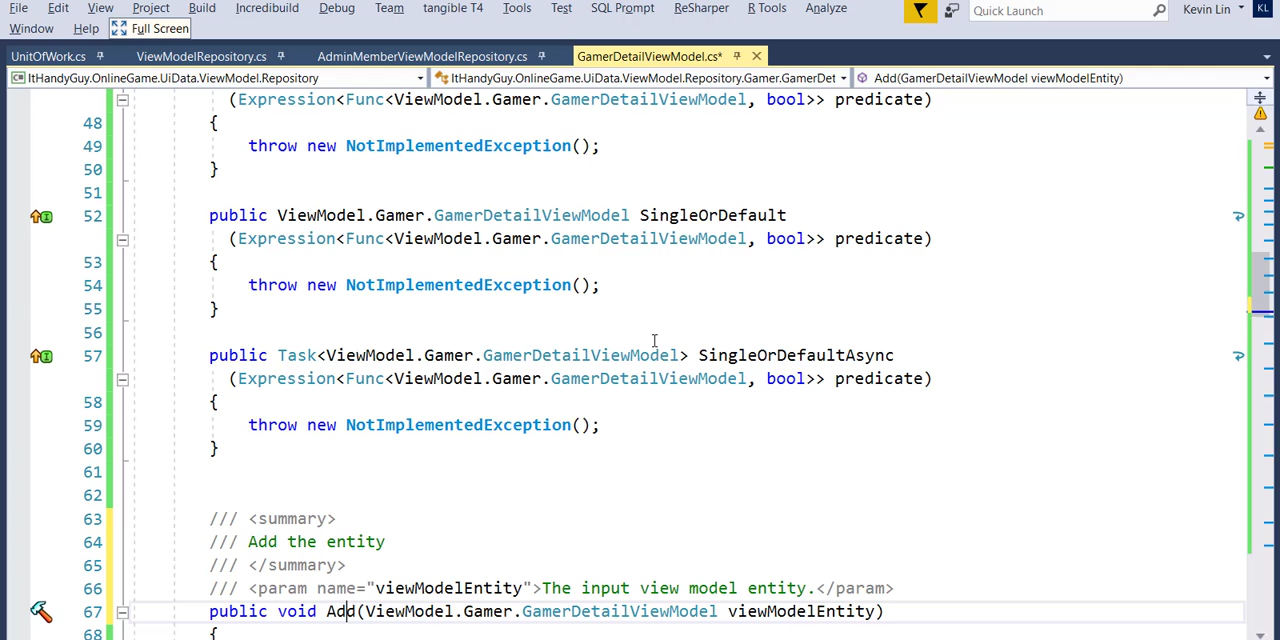 File Edit View Project Build Incredibuild Debug Team tangible T4 Tools Test SQL Prompt ReSharper R Tools Analyze Quick Launch Kevin Lin KL
Window Help Full Screen
UnitOfWork.cs ViewModelRepository.cs AdminMemberViewModelRepository.cs GamerDetailViewModel.cs*
ItHandyGuy.OnlineGame.UiData.ViewModel.Repository ItHandyGuy.OnlineGame.UiData.ViewModel.Repository.Gamer.GamerDet Add(GamerDetailViewModel viewModelEntity)
(Expression<Func<ViewModel.Gamer.GamerDetailViewModel, bool>> predicate)
48 {
49 throw new NotImplementedException();
50 }
51
52 public ViewModel.Gamer.GamerDetailViewModel SingleOrDefault
(Expression<Func<ViewModel.Gamer.GamerDetailViewModel, bool>> predicate)
53 {
54 throw new NotImplementedException();
55 }
56
57 public Task<ViewModel.Gamer.GamerDetailViewModel> SingleOrDefaultAsync
(Expression<Func<ViewModel.Gamer.GamerDetailViewModel, bool>> predicate)
58 {
59 throw new NotImplementedException();
60 }
61
62
63 /// <summary>
64 /// Add the entity
65 /// </summary>
66 /// <param name="viewModelEntity">The input view model entity.</param>
67 public void Add(ViewModel.Gamer.GamerDetailViewModel viewModelEntity)
68 {